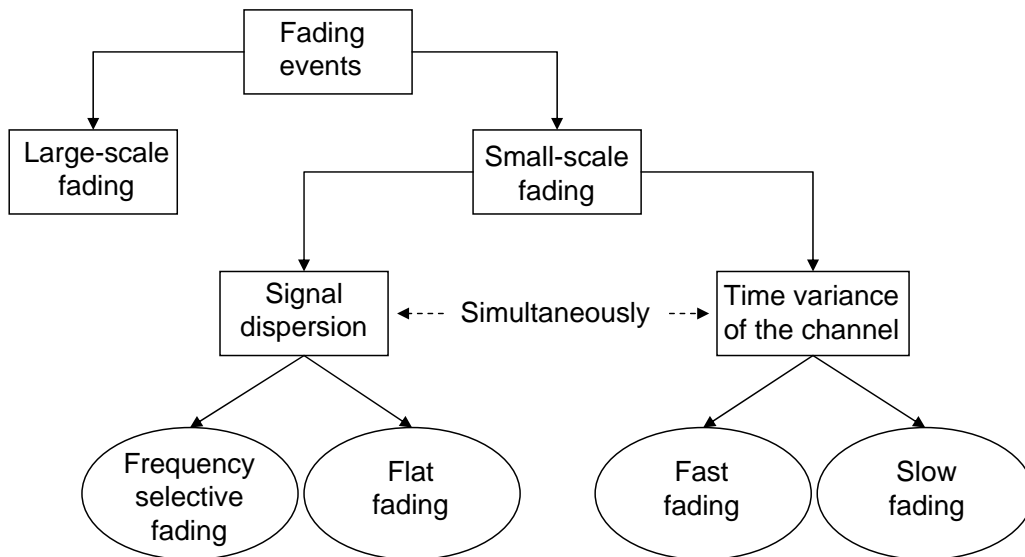 Fading
events
Large-scale
fading
Small-scale
fading
Signal
dispersion
Simultaneously
Time variance
of the channel
Frequency
selective
fading
Flat
fading
Fast
fading
Slow
fading